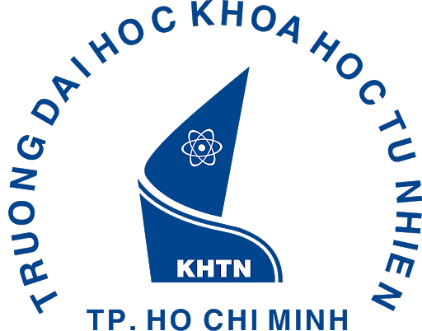 TRUONG DAI HOC KHOA HOC TU NHIEN
KHTN
TP. HO CHI MINH